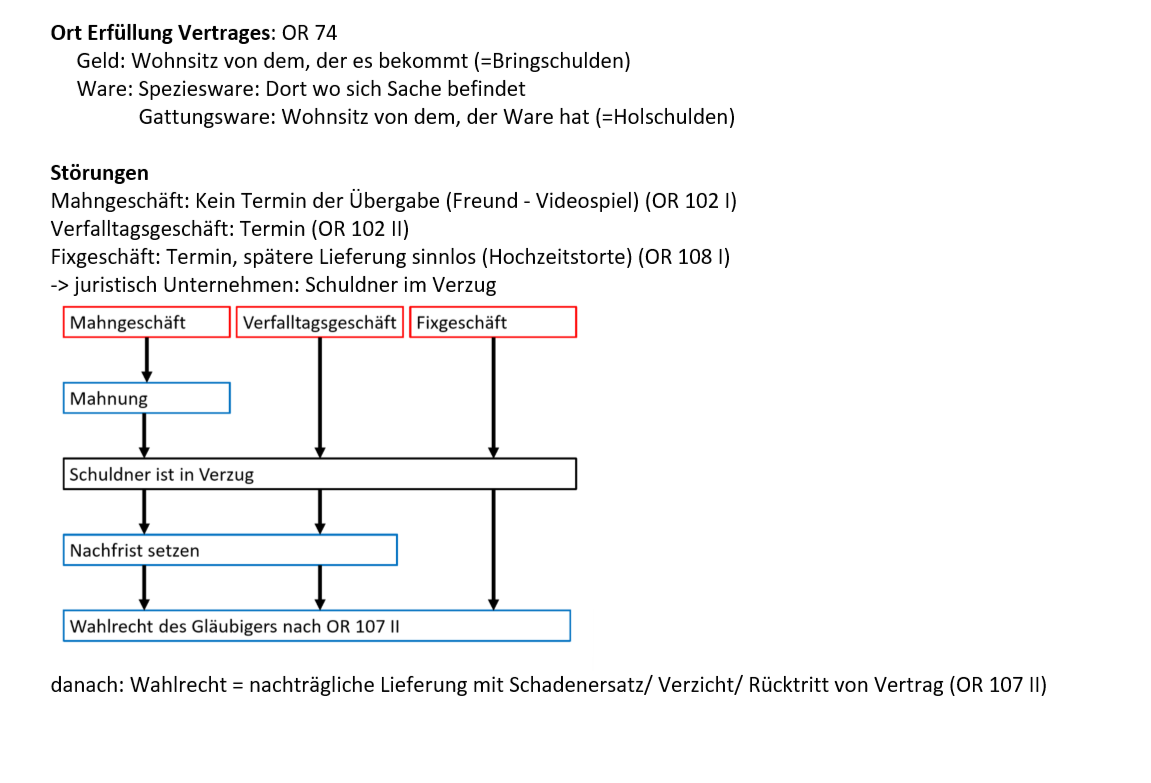 Ort Erfüllung Vertrages: OR 74
Geld: Wohnsitz von dem, der es bekommt (=Bringschulden)
Ware: Speziesware: Dort wo sich Sache befindet
Gattungsware: Wohnsitz von dem, der Ware hat (=Holschulden)
Störungen
Mahngeschäft: Kein Termin der Übergabe (Freund - Videospiel) (OR 102 I)
Verfalltagsgeschäft: Termin (OR 102 II)
Fixgeschäft: Termin, spätere Lieferung sinnlos (Hochzeitstorte) (OR 108 I)
-> juristisch Unternehmen: Schuldner im Verzug
Mahngeschäft Verfalltagsgeschäft Fixgeschäft
Mahnung
Schuldner ist in Verzug
Nachfrist setzen
Wahlrecht des Gläubigers nach OR 107 II
danach: Wahlrecht = nachträgliche Lieferung mit Schadenersatz/ Verzicht/ Rücktritt von Vertrag (OR 107 II)